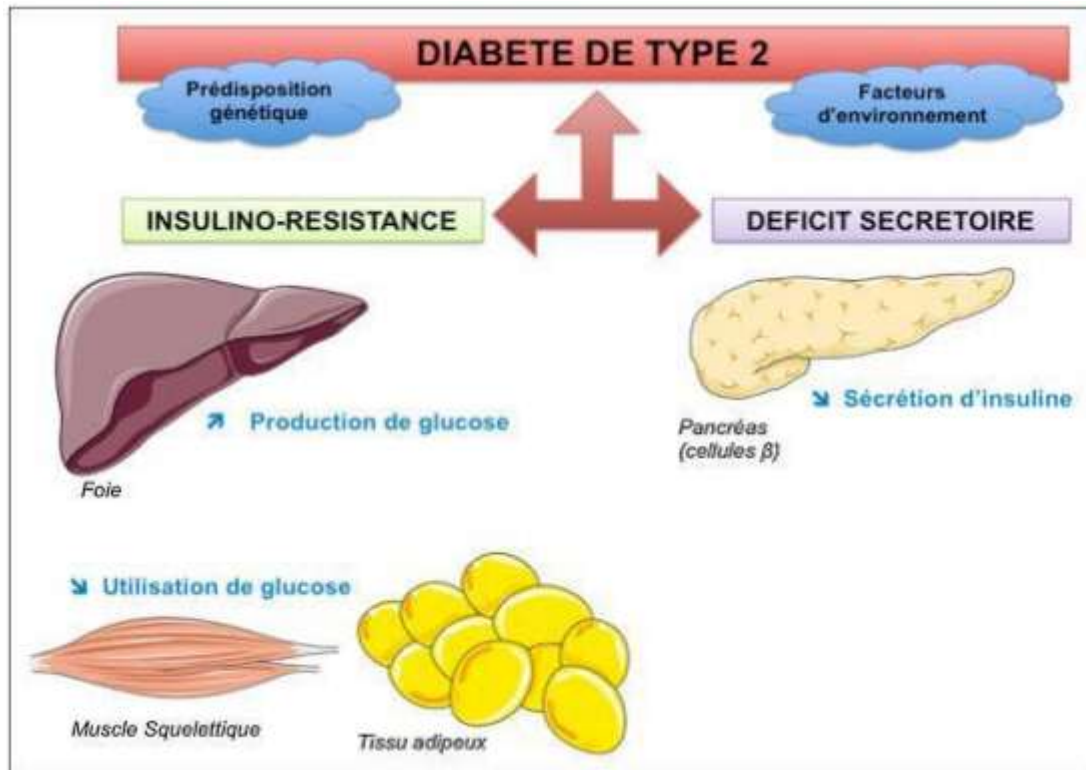 DIABETE DE TYPE 2
Prédisposition
génétique
Facteurs
d'environnement
INSULINO-RESISTANCE
DEFICIT SECRETOIRE
↗ Production de glucose
Foie
↘ Sécrétion d'insuline
Pancréas
(cellules β)
↘ Utilisation de glucose
Muscle Squelettique
Tissu adipeux